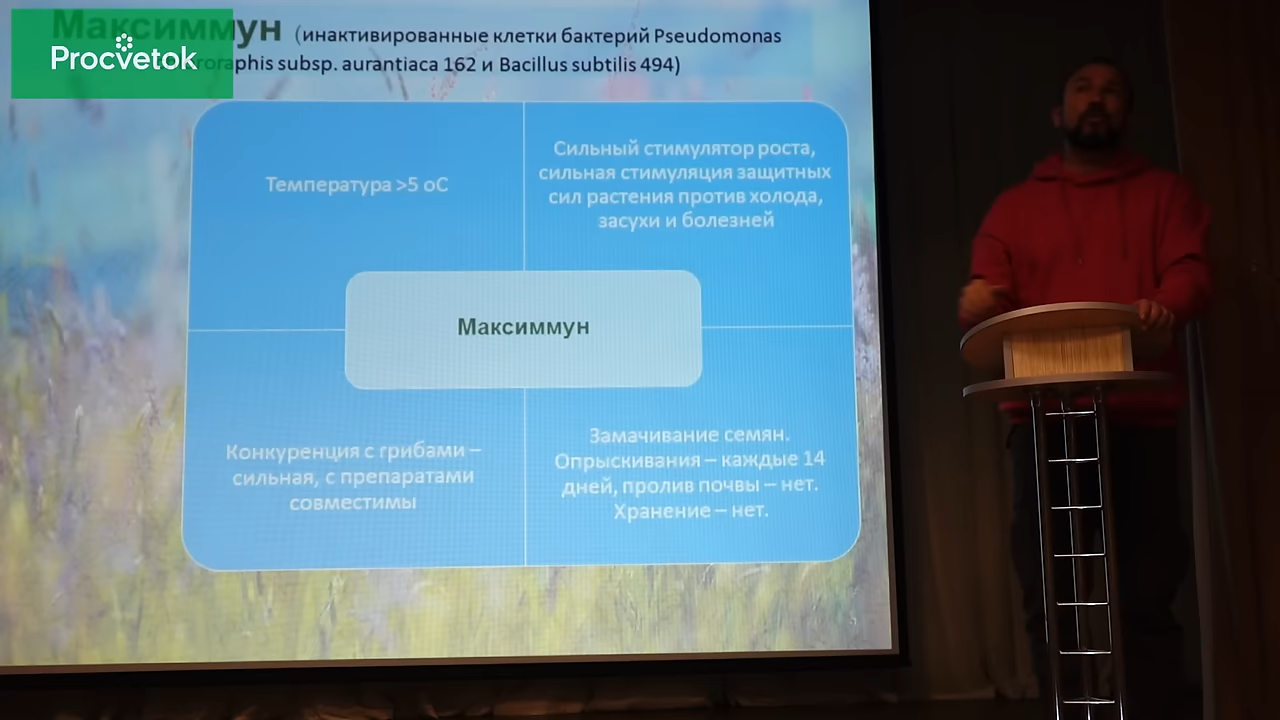 Максиммун (инактивированные клетки бактерий Pseudomonas
Procvetok
subsp. aurantiaca 162 и Bacillus subtilis 494)
Температура >5 оС
Сильный стимулятор роста,
сильная стимуляция защитных
сил растения против холода,
засухи и болезней
Максиммун
Конкуренция с грибами –
сильная, с препаратами
совместимы
Замачивание семян.
Опрыскивания – каждые 14
дней, пролив почвы – нет.
Хранение – нет.